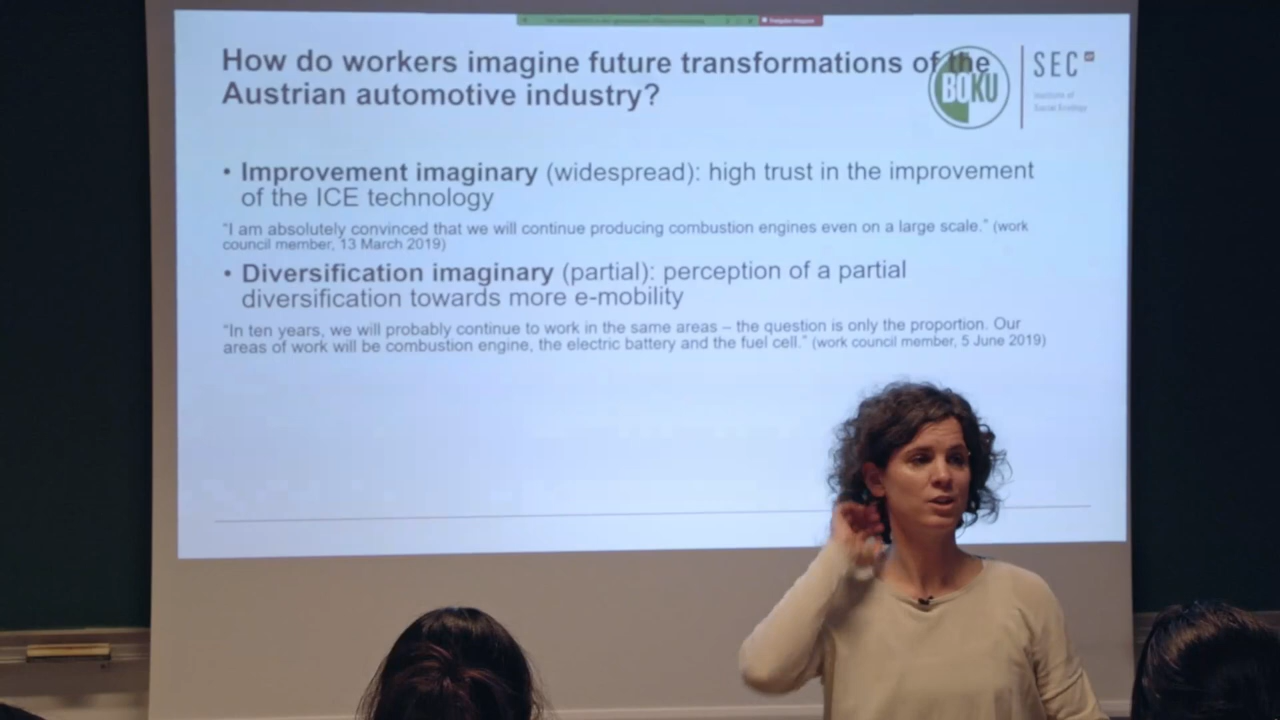 How do workers imagine future transformations of the
Austrian automotive industry?
BOKU
SEC
Institute of
Social Ecology
• Improvement imaginary (widespread): high trust in the improvement
of the ICE technology
“I am absolutely convinced that we will continue producing combustion engines even on a large scale.” (work
council member, 13 March 2019)
• Diversification imaginary (partial): perception of a partial
diversification towards more e-mobility
“In ten years, we will probably continue to work in the same areas – the question is only the proportion. Our
areas of work will be combustion engine, the electric battery and the fuel cell.” (work council member, 5 June 2019)